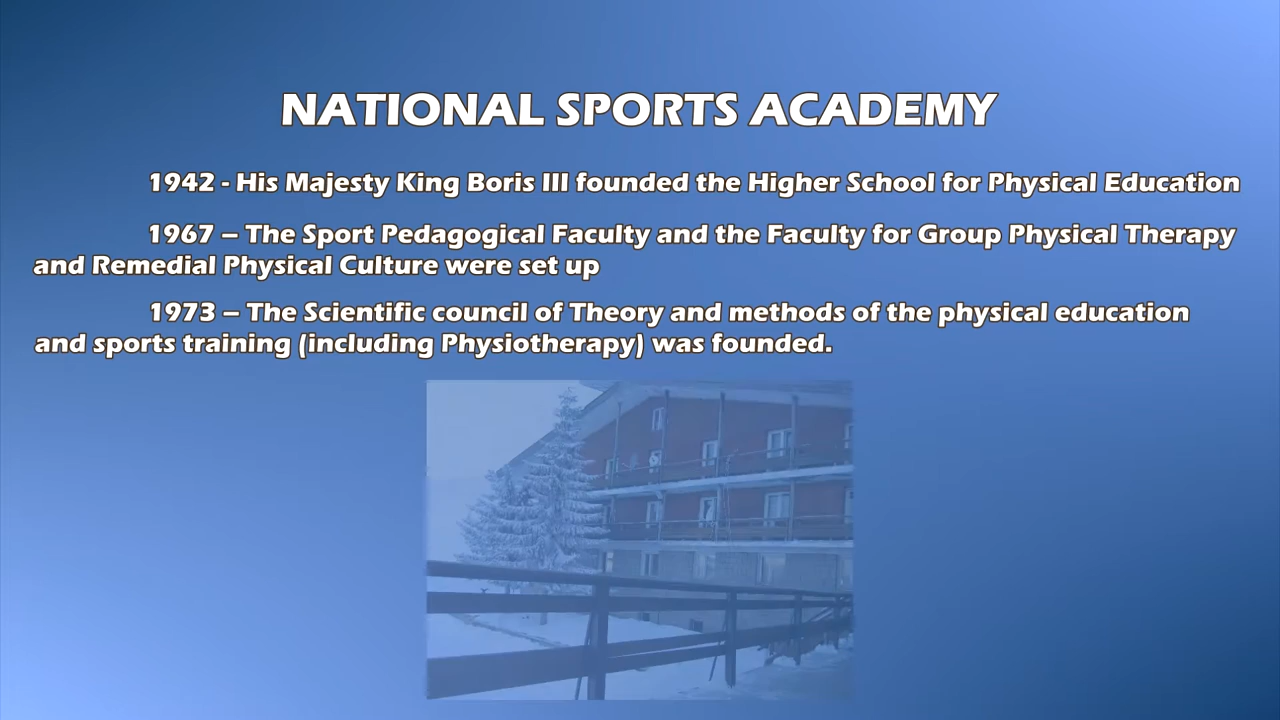 NATIONAL SPORTS ACADEMY
1942 - His Majesty King Boris III founded the Higher School for Physical Education
1967 – The Sport Pedagogical Faculty and the Faculty for Group Physical Therapy
and Remedial Physical Culture were set up
1973 – The Scientific council of Theory and methods of the physical education
and sports training (including Physiotherapy) was founded.